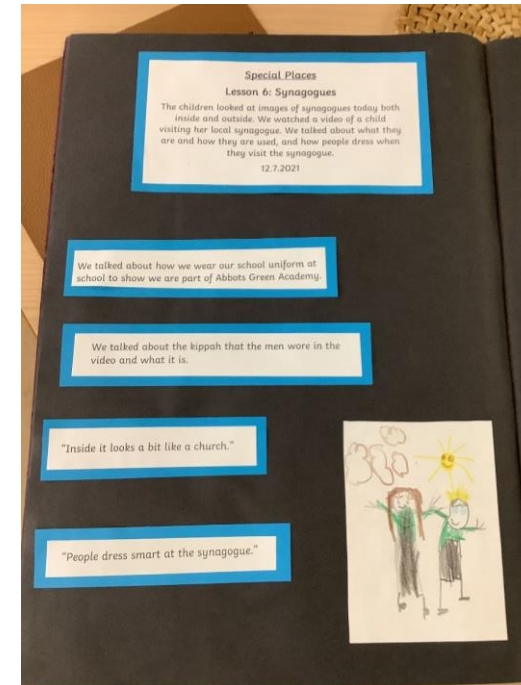 Special Places
Lesson 6: Synagogues
The children looked at images of synagogues today both
inside and outside. We watched a video of a child
visiting her local synagogue. We talked about what they
are and how they are used, and how people dress when
they visit the synagogue.
12.7.2021
We talked about how we wear our school uniform at
school to show we are part of Abbots Green Academy.
We talked about the kippah that the men wore in the
video and what it is.
"Inside it looks a bit like a church."
"People dress smart at the synagogue."